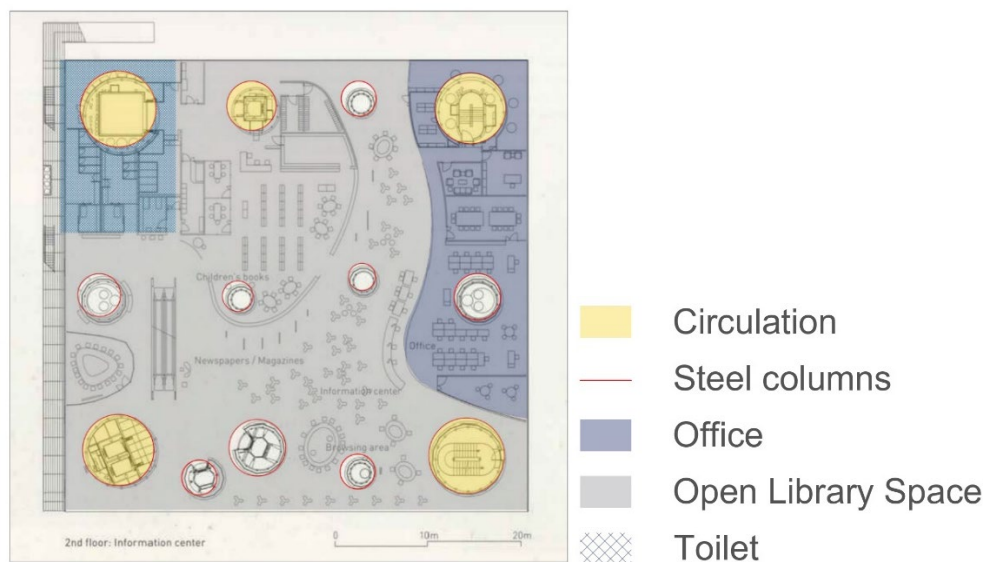 Children's books
Office
Newspapers / Magazines
Information center
Browsing area
2nd floor: Information center
0 10m 20m
Circulation
Steel columns
Office
Open Library Space
Toilet